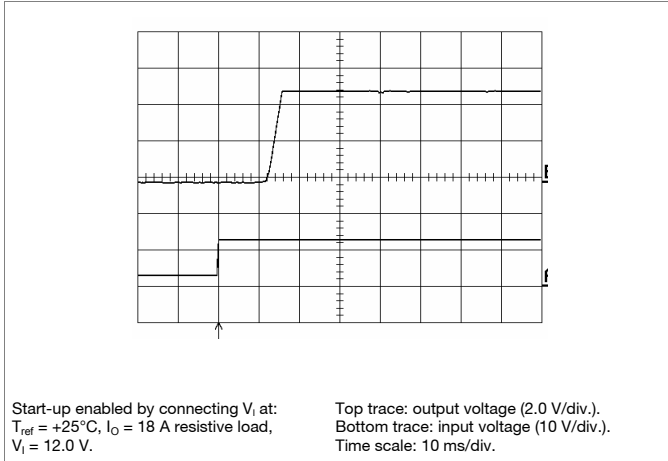 Start-up enabled by connecting V_I at:
T_ref = +25°C, I_O = 18 A resistive load,
V_I = 12.0 V.
Top trace: output voltage (2.0 V/div.).
Bottom trace: input voltage (10 V/div.).
Time scale: 10 ms/div.